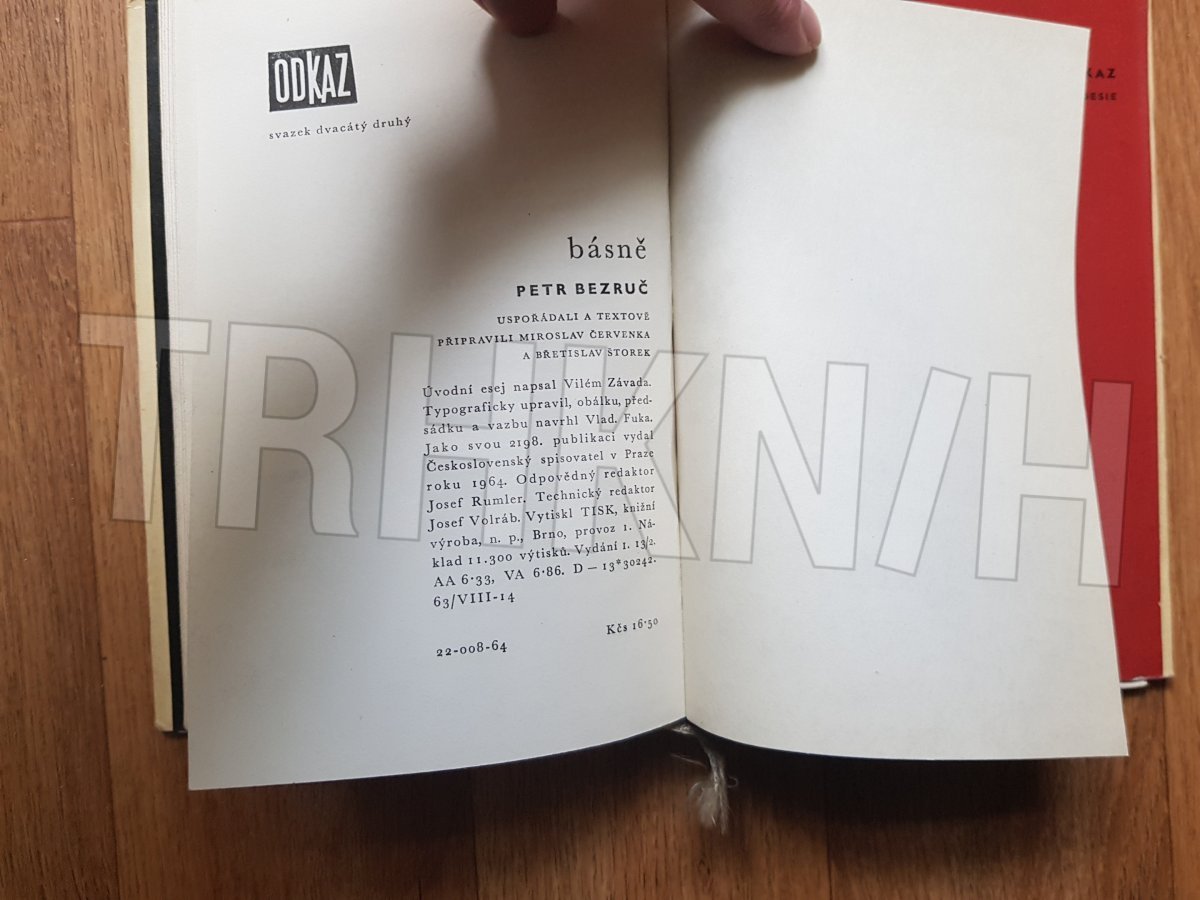 ODKAZ
svazek dvacátý druhý
básně
PETR BEZRUČ
USPOŘÁDALI A TEXTOVĚ
PŘIPRAVILI MIROSLAV ČERVENKA
A BŘETISLAV ŠTOREK
Úvodní esej napsal Vilém Závada.
Typograficky upravil, obálku, před-
sádku a vazbu navrhl Vlad. Fuka.
Jako svou 2198. publikaci vydal
Československý spisovatel v Praze
roku 1964. Odpovědný redaktor
Josef Rumler. Technický redaktor
Josef Volráb. Vytiskl TISK, knižní
výroba, n. p., Brno, provoz 1. Ná-
klad 11.300 výtisků. Vydání 1. 13/2.
AA 6·33, VA 6·86. D — 13*30242.
63/VIII-14
Kčs 16·50
22-008-64
KAZ
ESIE
TRHKN/H